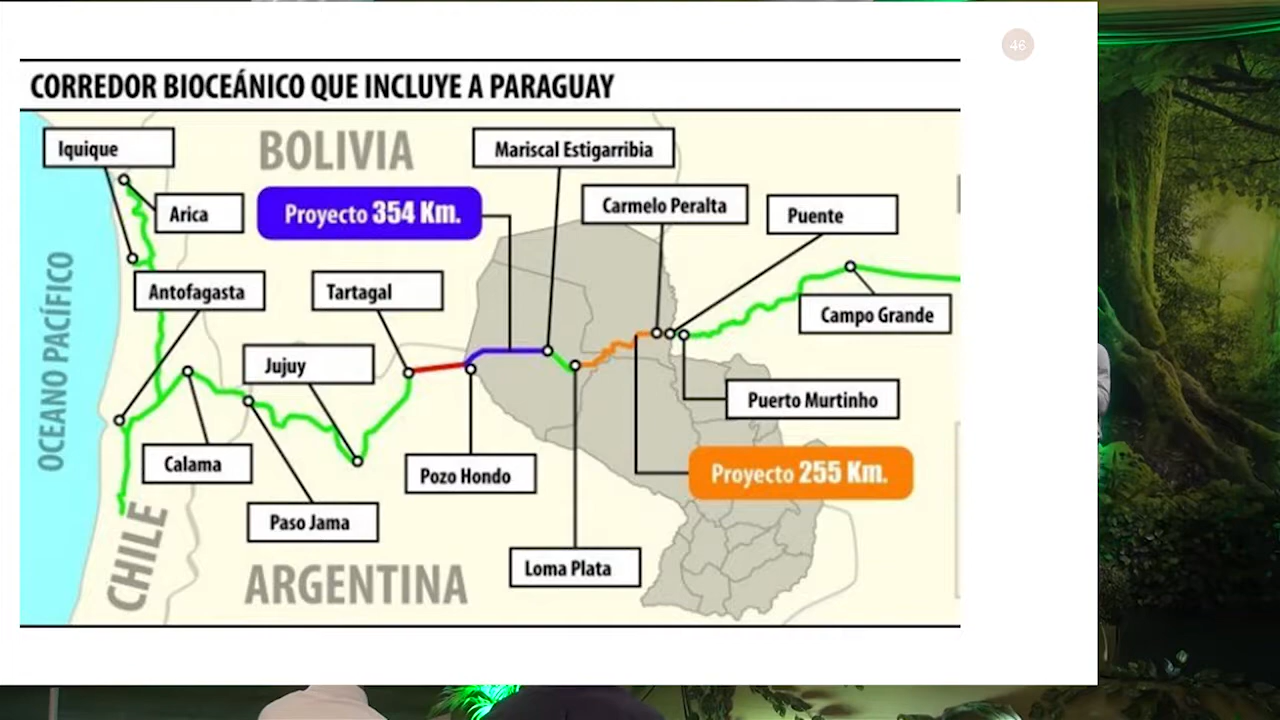 46
CORREDOR BIOCEÁNICO QUE INCLUYE A PARAGUAY
Iquique
BOLIVIA
Mariscal Estigarribia
Arica
Proyecto 354 Km.
Carmelo Peralta
Puente
OCEANO PACÍFICO
Antofagasta
Tartagal
Campo Grande
Jujuy
Puerto Murtinho
Calama
Pozo Hondo
Proyecto 255 Km.
Paso Jama
CHILE
ARGENTINA
Loma Plata